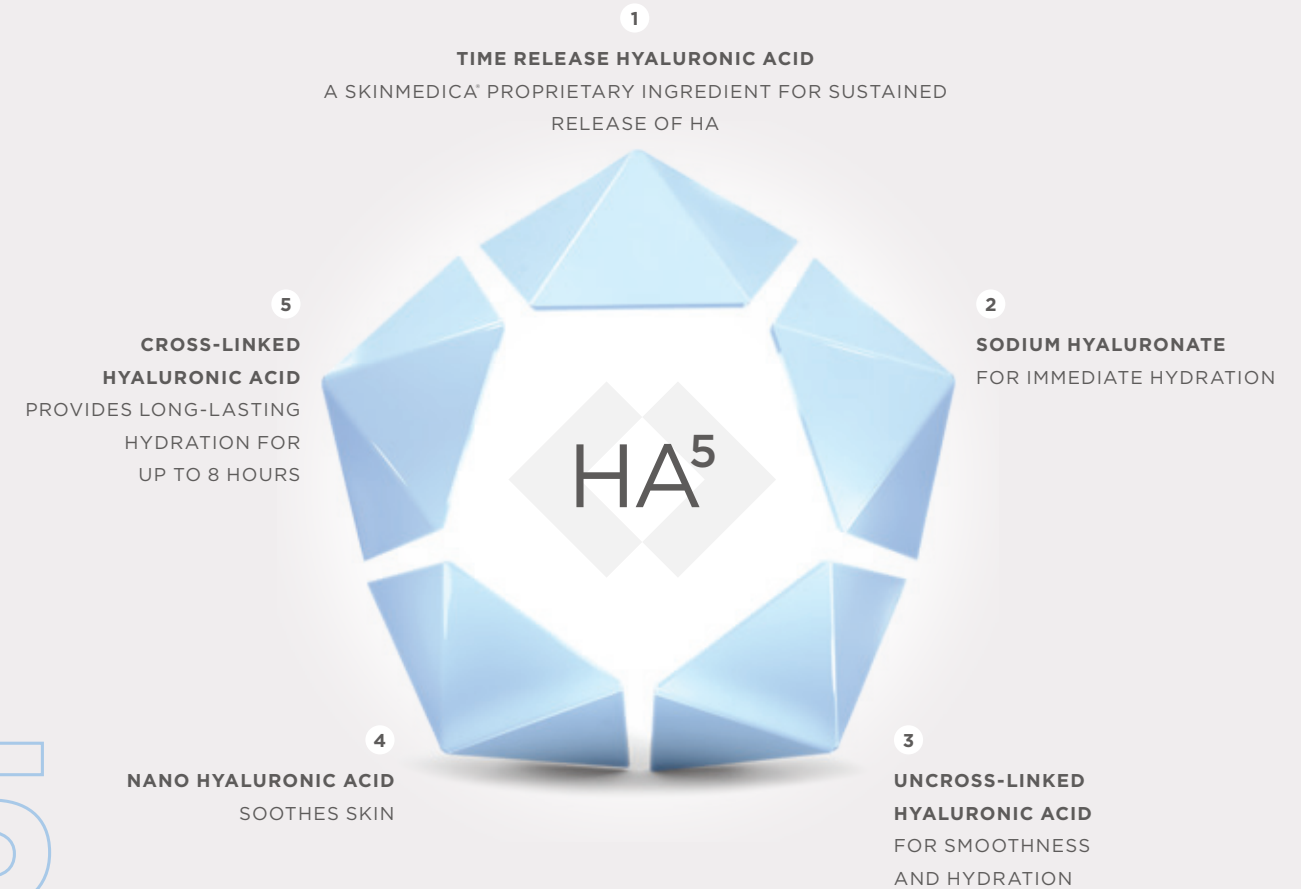 1
TIME RELEASE HYALURONIC ACID
A SKINMEDICA® PROPRIETARY INGREDIENT FOR SUSTAINED
RELEASE OF HA
2
SODIUM HYALURONATE
FOR IMMEDIATE HYDRATION
3
UNCROSS-LINKED
HYALURONIC ACID
FOR SMOOTHNESS
AND HYDRATION
4
NANO HYALURONIC ACID
SOOTHES SKIN
5
CROSS-LINKED
HYALURONIC ACID
PROVIDES LONG-LASTING
HYDRATION FOR
UP TO 8 HOURS
HA⁵